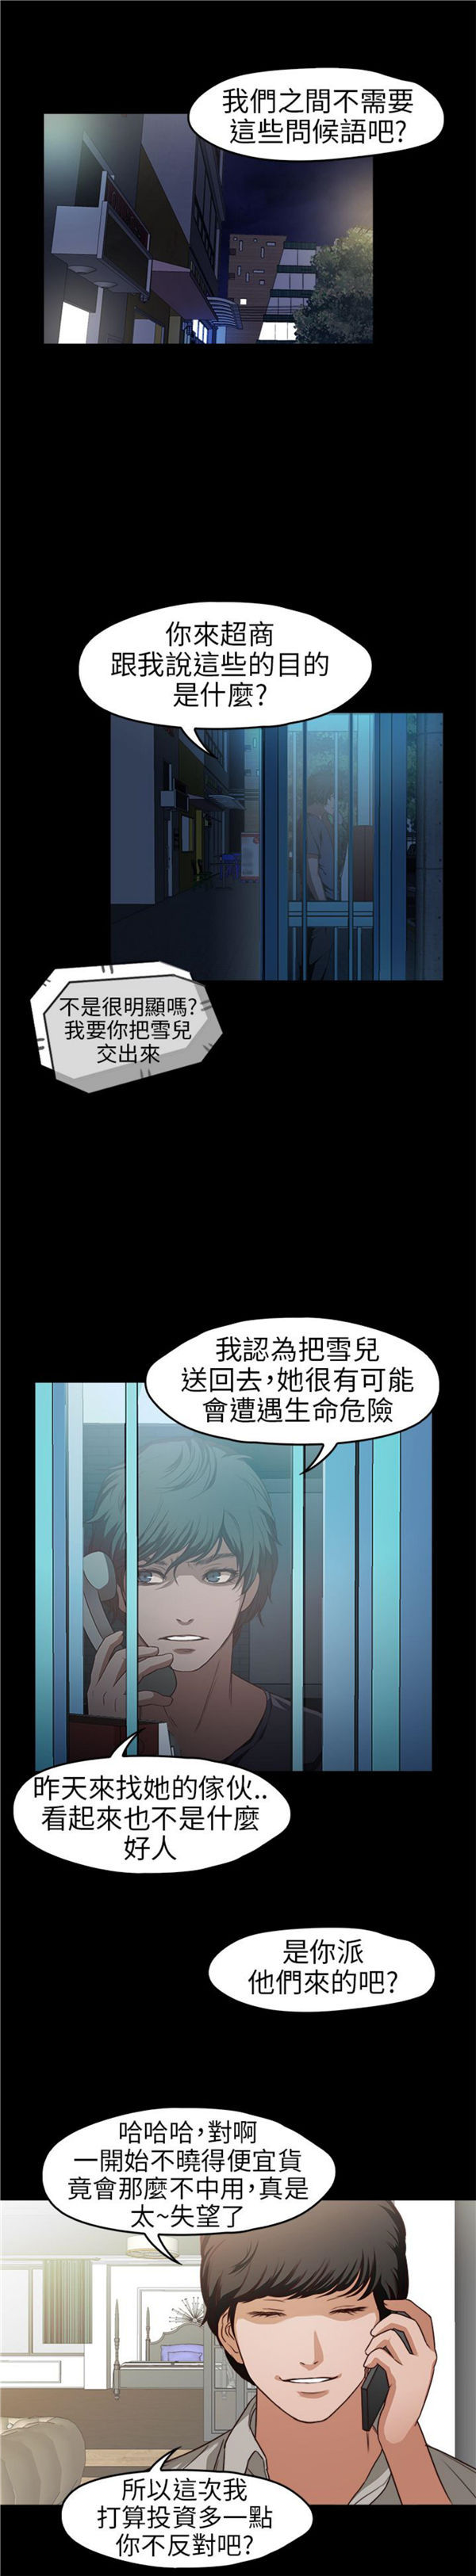 我們之間不需要
這些問候語吧?
你來超商
跟我說這些的目的
是什麼?
不是很明顯嗎?
我要你把雪兒
交出來
我認為把雪兒
送回去,她很有可能
會遭遇生命危險
昨天來找她的傢伙..
看起來也不是什麼
好人
是你派
他們來的吧?
哈哈哈,對啊
一開始不曉得便宜貨
竟會那麼不中用,真是
太~失望了
所以這次我
打算投資多一點
你不反對吧?